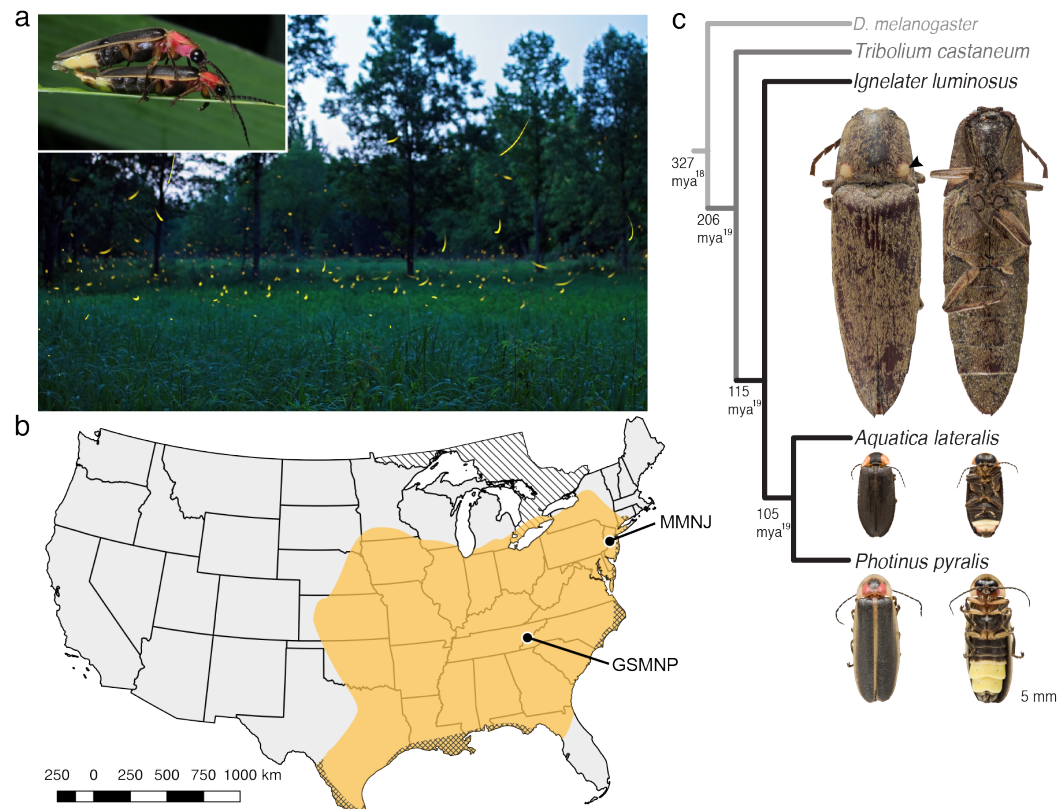 a
b
MMNJ
GSMNP
250 0 250 500 750 1000 km
c
D. melanogaster
Tribolium castaneum
Ignelater luminosus
327
mya18
206
mya19
115
mya19
Aquatica lateralis
105
mya19
Photinus pyralis
5 mm